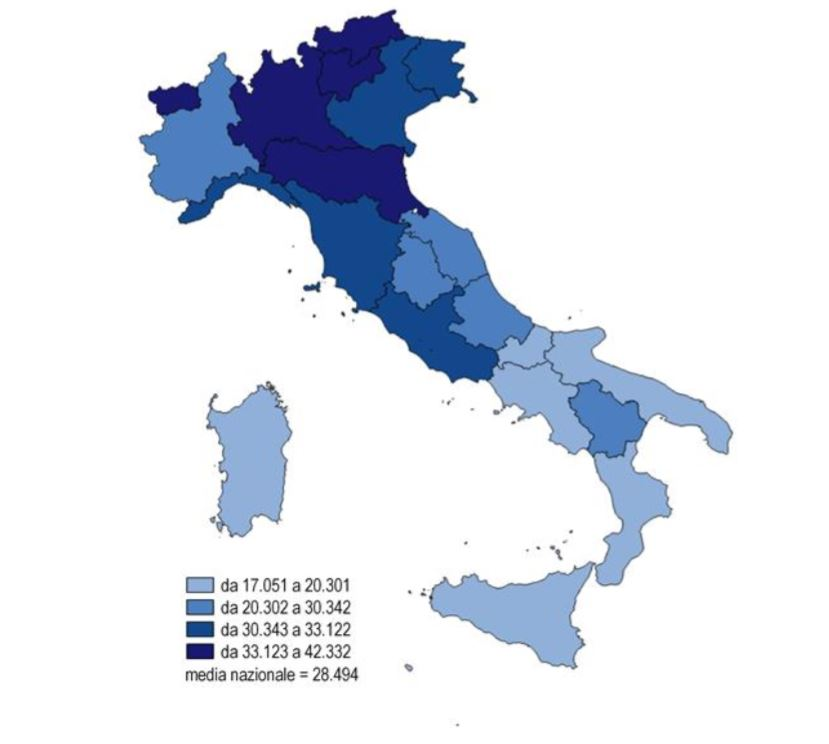 da 17.051 a 20.301
da 20.302 a 30.342
da 30.343 a 33.122
da 33.123 a 42.332
media nazionale = 28.494